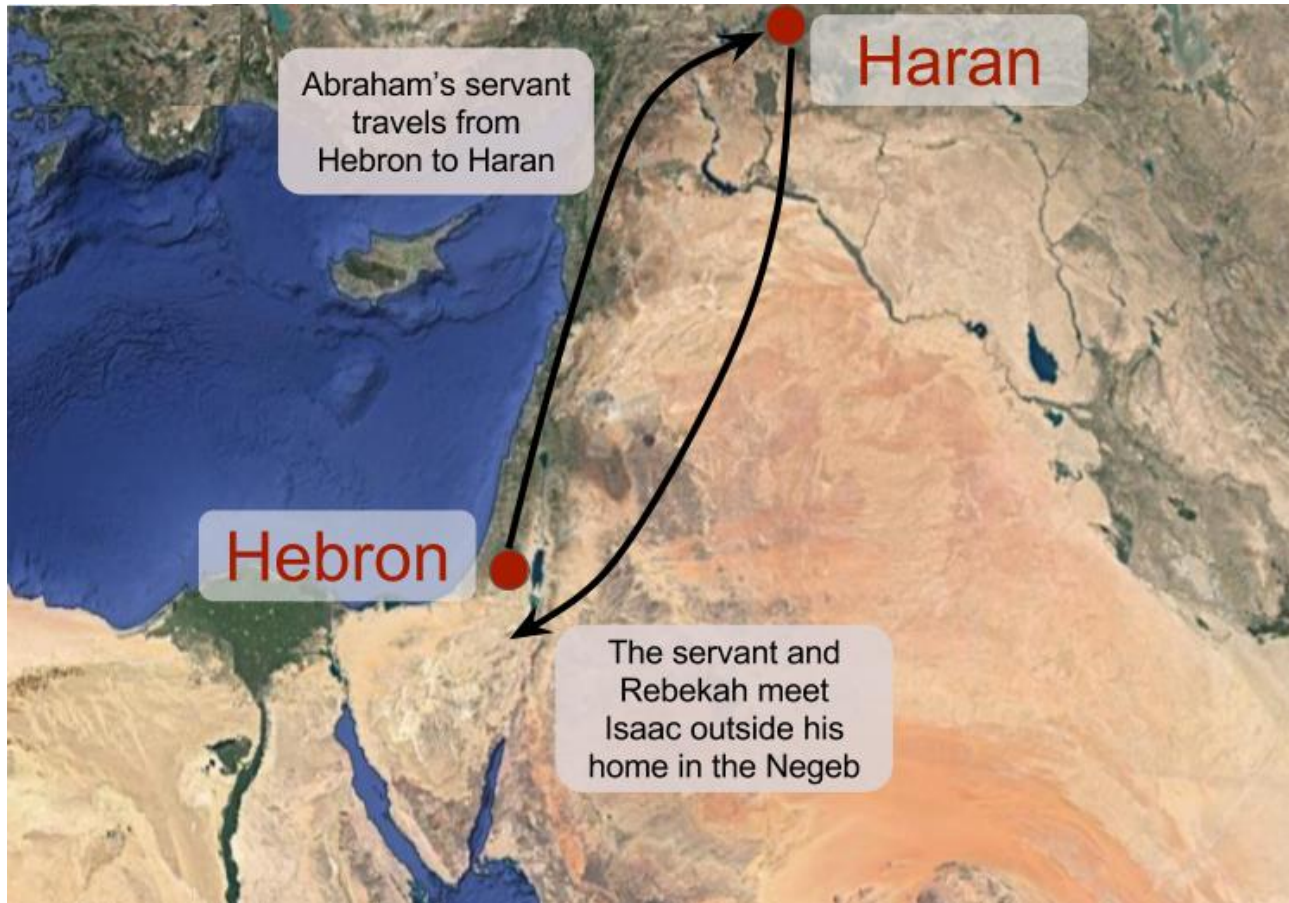 Abraham's servant
travels from
Hebron to Haran
Haran
Hebron
The servant and
Rebekah meet
Isaac outside his
home in the Negeb